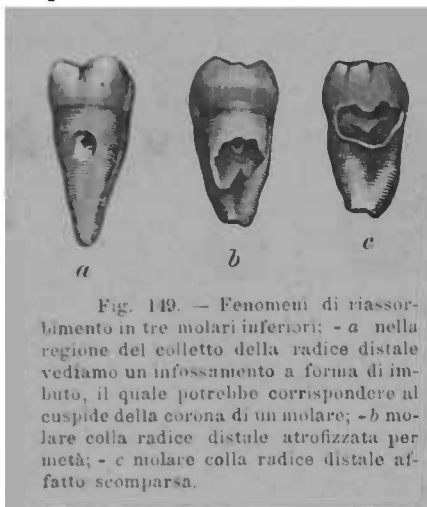 a
b
c
Fig. 149. — Fenomeni di riassor-
bimento in tre molari inferiori: - a nella
regione del colletto della radice distale
vediamo un infossamento a forma di im-
buto, il quale potrebbe corrispondere al
cuspide della corona di un molare; - b mo-
lare colla radice distale atrofizzata per
metà; - c molare colla radice distale af-
fatto scomparsa.